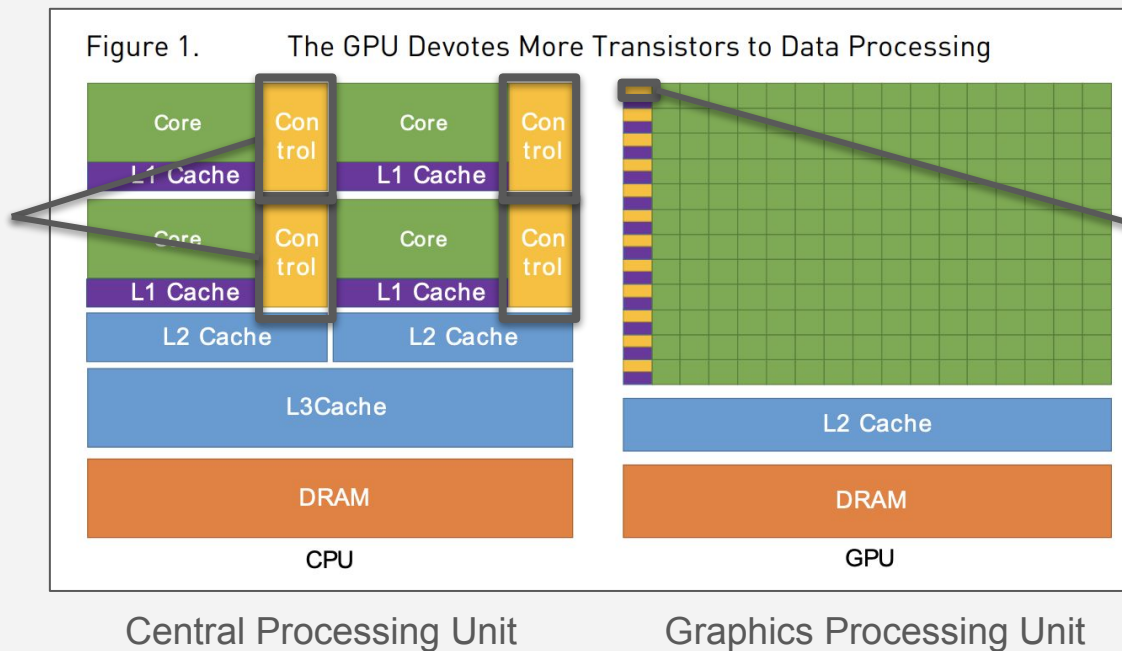 Figure 1. The GPU Devotes More Transistors to Data Processing
Core
Con
trol
Core
Con
trol
L1 Cache
L1 Cache
Core
Con
trol
Core
Con
trol
L1 Cache
L1 Cache
L2 Cache
L2 Cache
L3Cache
DRAM
CPU
L2 Cache
DRAM
GPU
Central Processing Unit
Graphics Processing Unit